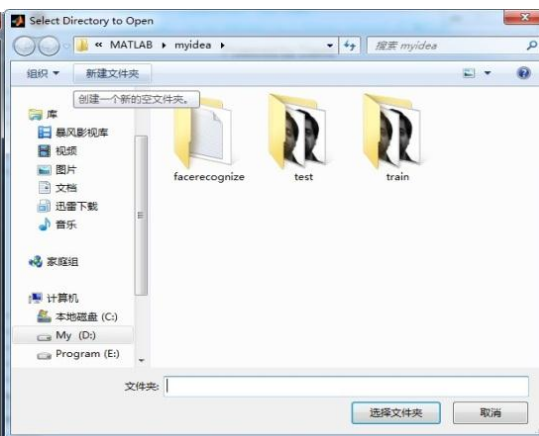 Select Directory to Open
« MATLAB ▸ myidea ▸
搜索 myidea
组织 ▼ 新建文件夹
创建一个新的空文件夹。
库
暴风影视库
视频
图片
文档
迅雷下载
音乐
家庭组
计算机
本地磁盘 (C:)
My (D:)
Program (E:)
facerecognize
test
train
文件夹:
选择文件夹
取消